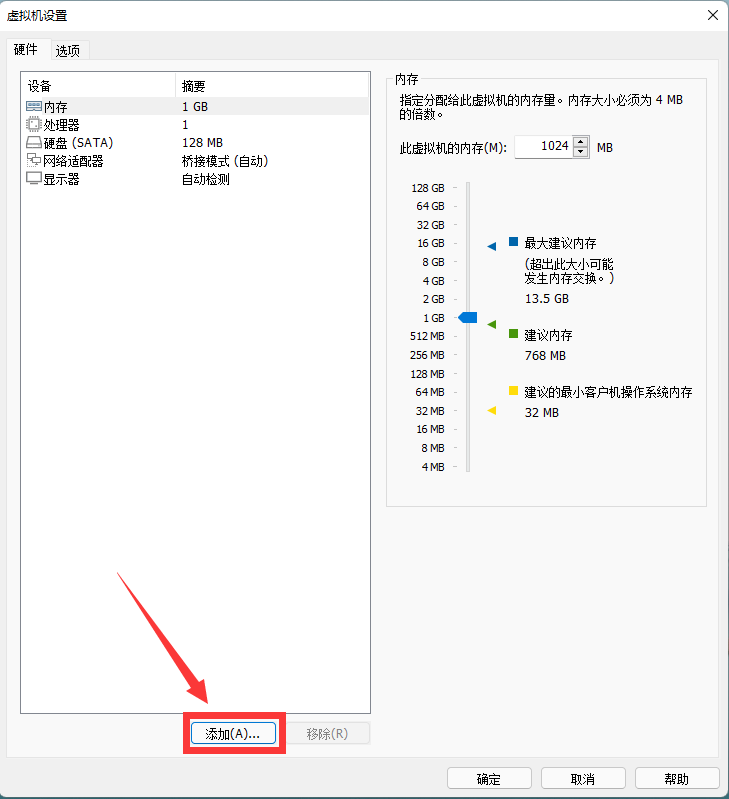 虚拟机设置
硬件 选项
设备 摘要
内存 1 GB
处理器 1
硬盘 (SATA) 128 MB
网络适配器 桥接模式 (自动)
显示器 自动检测
添加(A)... 移除(R)
内存
指定分配给此虚拟机的内存量。内存大小必须为 4 MB
的倍数。
此虚拟机的内存(M): 1024 MB
128 GB
64 GB
32 GB
16 GB
8 GB
4 GB
2 GB
1 GB
512 MB
256 MB
128 MB
64 MB
32 MB
16 MB
8 MB
4 MB
最大建议内存
(超出此大小可能
发生内存交换。)
13.5 GB
建议内存
768 MB
建议的最小客户机操作系统内存
32 MB
确定 取消 帮助